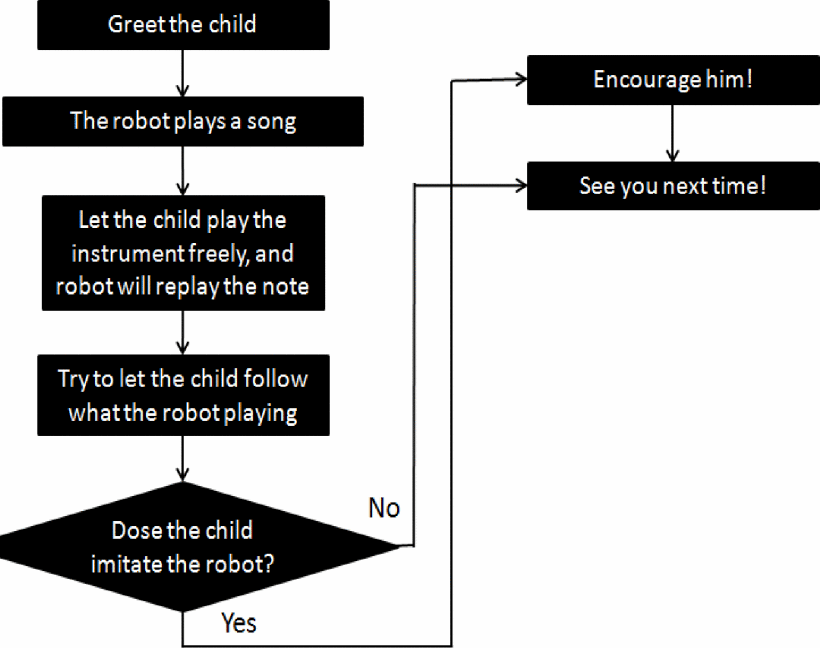 Greet the child
The robot plays a song
Let the child play the
instrument freely, and
robot will replay the note
Try to let the child follow
what the robot playing
Dose the child
imitate the robot?
No
Yes
Encourage him!
See you next time!